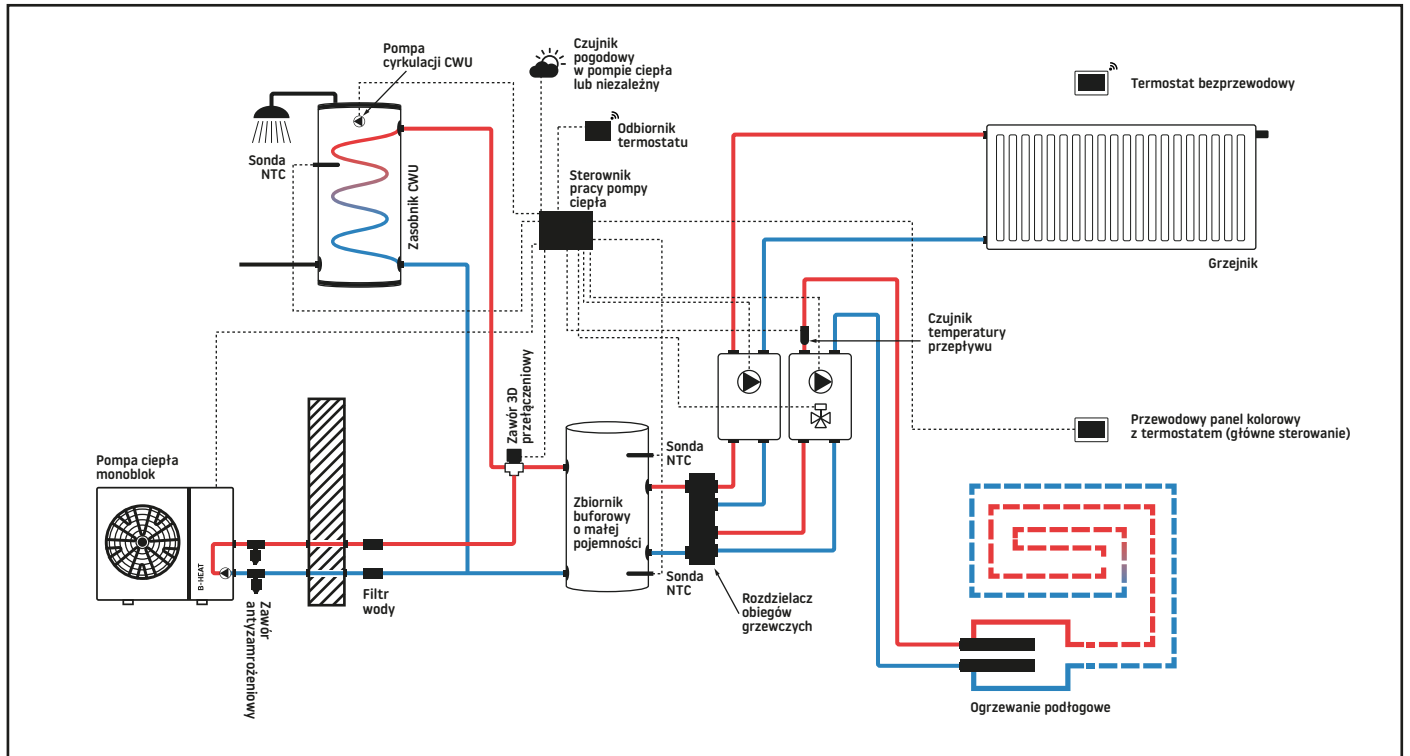 Pompa
cyrkulacji CWU
Czujnik
pogodowy
w pompie ciepła
lub niezależny
Termostat bezprzewodowy
Odbiornik
termostatu
Sonda
NTC
Zasobnik CWU
Sterownik
pracy pompy
ciepła
Grzejnik
Czujnik
temperatury
przepływu
Zawór 3D
przełączeniowy
Przewodowy panel kolorowy
z termostatem (główne sterowanie)
Pompa ciepła
monoblok
B-HEAT
Zawór
antyzamrożeniowy
Filtr
wody
Zbiornik
buforowy
o małej
pojemności
Sonda
NTC
Sonda
NTC
Rozdzielacz
obiegów
grzewczych
Ogrzewanie podłogowe